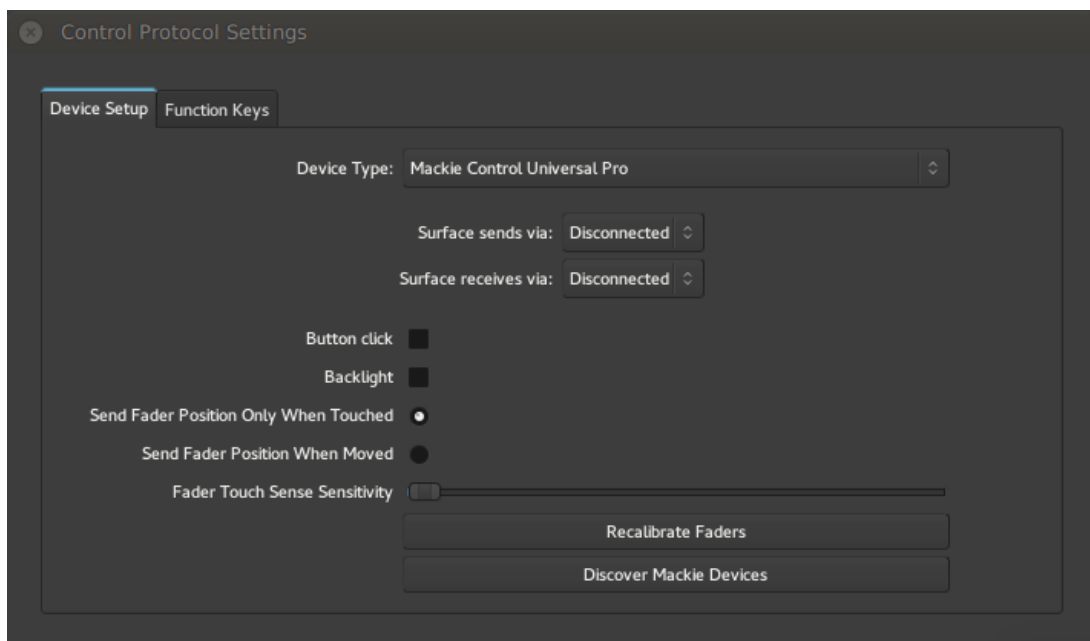 Control Protocol Settings
Device Setup Function Keys
Device Type: Mackie Control Universal Pro
Surface sends via: Disconnected
Surface receives via: Disconnected
Button click
Backlight
Send Fader Position Only When Touched
Send Fader Position When Moved
Fader Touch Sense Sensitivity
Recalibrate Faders
Discover Mackie Devices